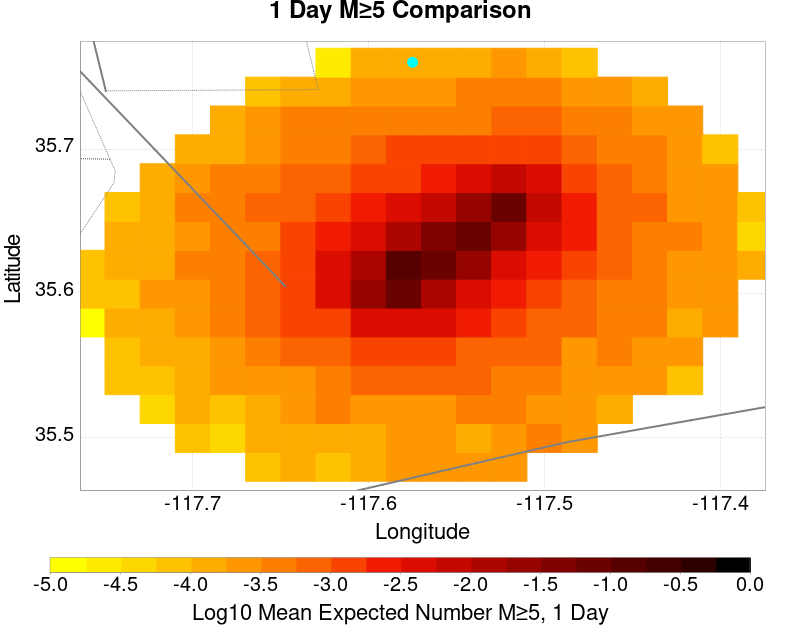 1 Day M≥5 Comparison
35.7
35.6
35.5
Latitude
-117.7 -117.6 -117.5 -117.4
Longitude
-5.0 -4.5 -4.0 -3.5 -3.0 -2.5 -2.0 -1.5 -1.0 -0.5 0.0
Log10 Mean Expected Number M≥5, 1 Day